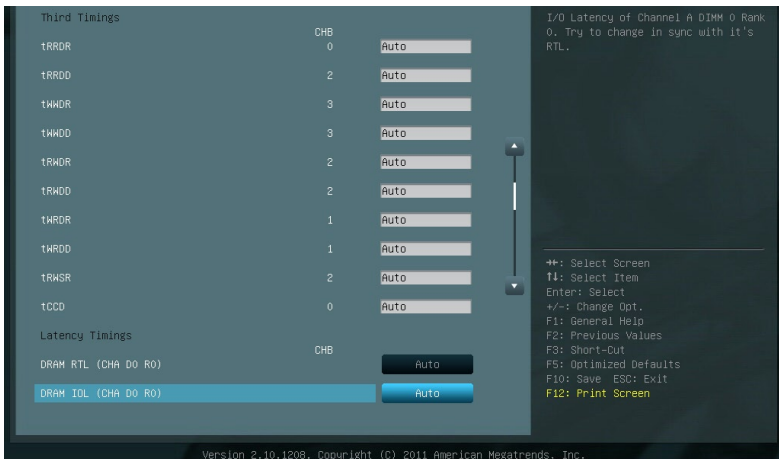 Third Timings
CHB
tRRDR 0 Auto
tRRDD 2 Auto
tWWDR 3 Auto
tWWDD 3 Auto
tRWDR 2 Auto
tRWDD 2 Auto
tWRDR 1 Auto
tWRDD 1 Auto
tRWSR 2 Auto
tCCD 0 Auto
Latency Timings
CHB
DRAM RTL (CHA D0 R0) Auto
DRAM IOL (CHA D0 R0) Auto
I/O Latency of Channel A DIMM 0 Rank
0. Try to change in sync with it's
RTL.
→←: Select Screen
↑↓: Select Item
Enter: Select
+/-: Change Opt.
F1: General Help
F2: Previous Values
F3: Short-Cut
F5: Optimized Defaults
F10: Save ESC: Exit
F12: Print Screen
Version 2.10.1208. Copyright (C) 2011 American Megatrends, Inc.